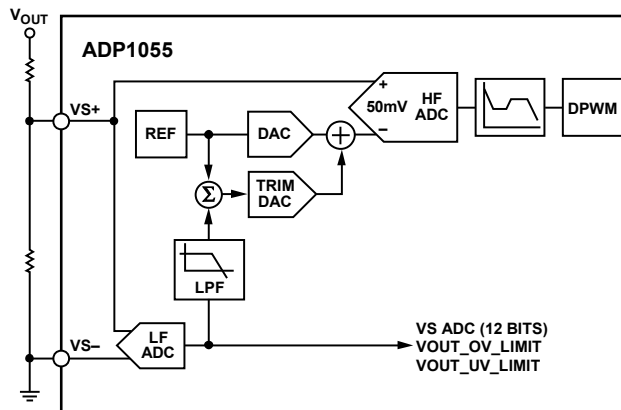 VOUT
ADP1055
VS+
REF
DAC
+
50mV
–
HF
ADC
DPWM
+
Σ
TRIM
DAC
LPF
LF
ADC
VS–
VS ADC (12 BITS)
VOUT_OV_LIMIT
VOUT_UV_LIMIT